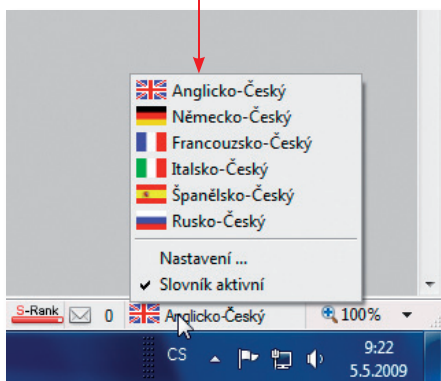 Anglicko-Český
Německo-Český
Francouzsko-Český
Italsko-Český
Španělsko-Český
Rusko-Český
Nastavení ...
Slovník aktivní
S-Rank 0 Anglicko-Český 100%
CS 9:22
5.5.2009